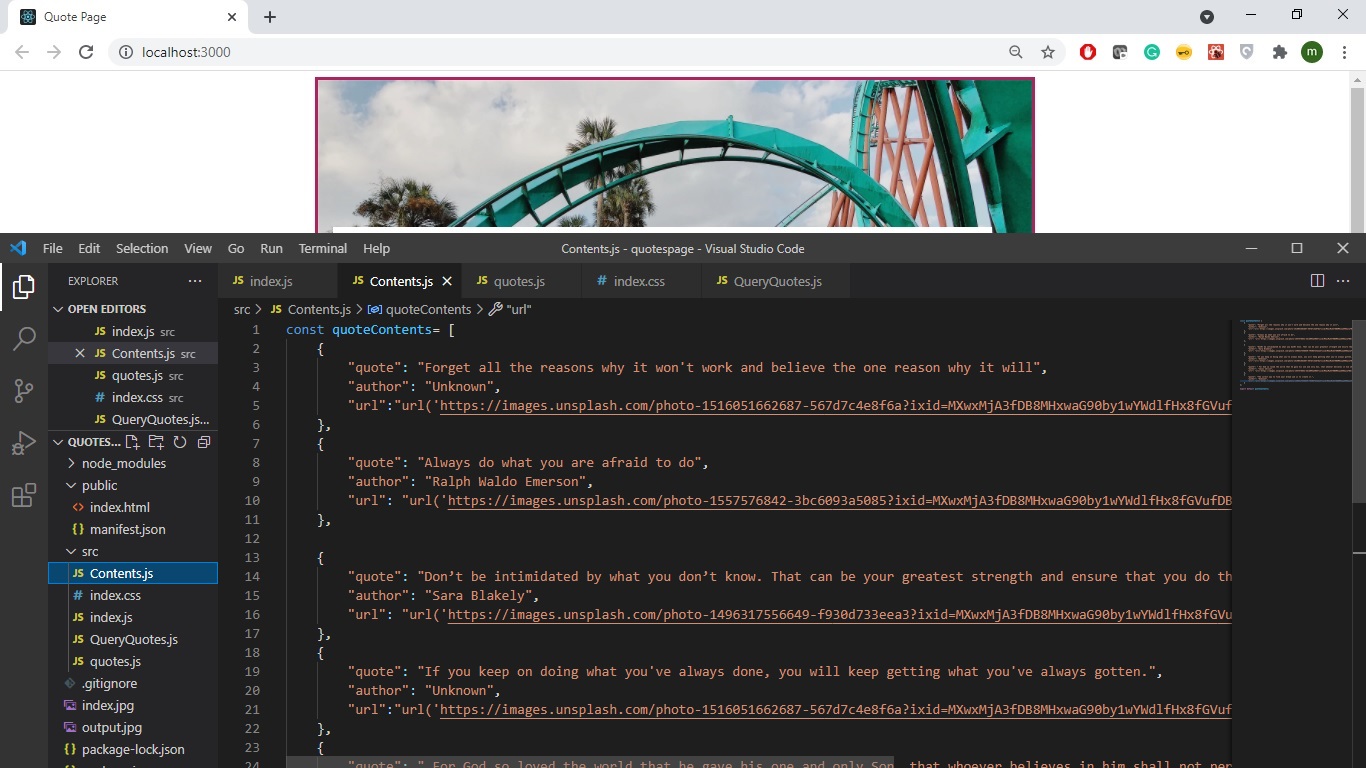 Quote Page
localhost:3000
m
File Edit Selection View Go Run Terminal Help
Contents.js - quotespage - Visual Studio Code
EXPLORER
JS index.js
JS Contents.js
JS quotes.js
# index.css
JS QueryQuotes.js
src > JS Contents.js > quoteContents > "url"
OPEN EDITORS
JS index.js src
JS Contents.js src
JS quotes.js src
# index.css src
JS QueryQuotes.js...
QUOTES...
node_modules
public
<> index.html
{} manifest.json
src
JS Contents.js
# index.css
JS index.js
JS QueryQuotes.js
JS quotes.js
.gitignore
index.jpg
output.jpg
{} package-lock.json
1 const quoteContents= [
2 {
3 "quote": "Forget all the reasons why it won't work and believe the one reason why it will",
4 "author": "Unknown",
5 "url":"url('https://images.unsplash.com/photo-1516051662687-567d7c4e8f6a?ixid=MXwxMjA3fDB8MHxwaG90by1wYWdlfHx8fGVuf
6 },
7 {
8 "quote": "Always do what you are afraid to do",
9 "author": "Ralph Waldo Emerson",
10 "url": "url('https://images.unsplash.com/photo-1557576842-3bc6093a5085?ixid=MXwxMjA3fDB8MHxwaG90by1wYWdlfHx8fGVufDB
11 },
12
13 {
14 "quote": "Don’t be intimidated by what you don’t know. That can be your greatest strength and ensure that you do th
15 "author": "Sara Blakely",
16 "url": "url('https://images.unsplash.com/photo-1496317556649-f930d733eea3?ixid=MXwxMjA3fDB8MHxwaG90by1wYWdlfHx8fGVu
17 },
18 {
19 "quote": "If you keep on doing what you've always done, you will keep getting what you've always gotten.",
20 "author": "Unknown",
21 "url":"url('https://images.unsplash.com/photo-1516051662687-567d7c4e8f6a?ixid=MXwxMjA3fDB8MHxwaG90by1wYWdlfHx8fGVuf
22 },
23 {
24 "quote": " For God so loved the world that he gave his one and only Son, that whoever believes in him shall not per